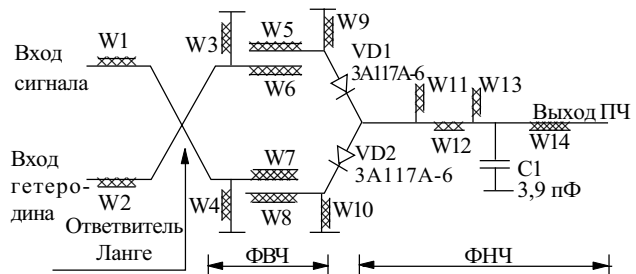 W1
W3
W5
W9
Вход
сигнала
W6
VD1
3А117А-6
W11
W13
Выход ПЧ
W12
W14
Вход
гетеро-
дина
W2
W7
VD2
3А117А-6
C1
3,9 пФ
W4
W8
W10
Ответвитель
Ланге
ФВЧ
ФНЧ